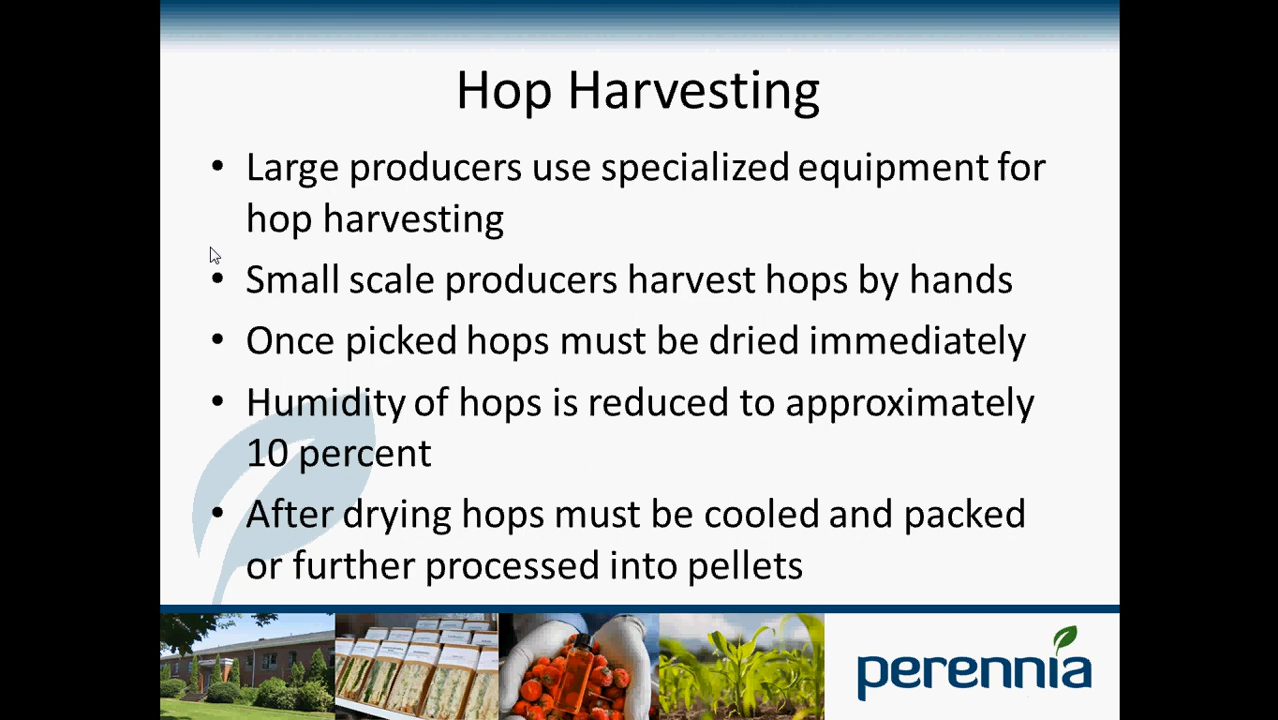 Hop Harvesting
• Large producers use specialized equipment for
hop harvesting
• Small scale producers harvest hops by hands
• Once picked hops must be dried immediately
• Humidity of hops is reduced to approximately
10 percent
• After drying hops must be cooled and packed
or further processed into pellets
perennia